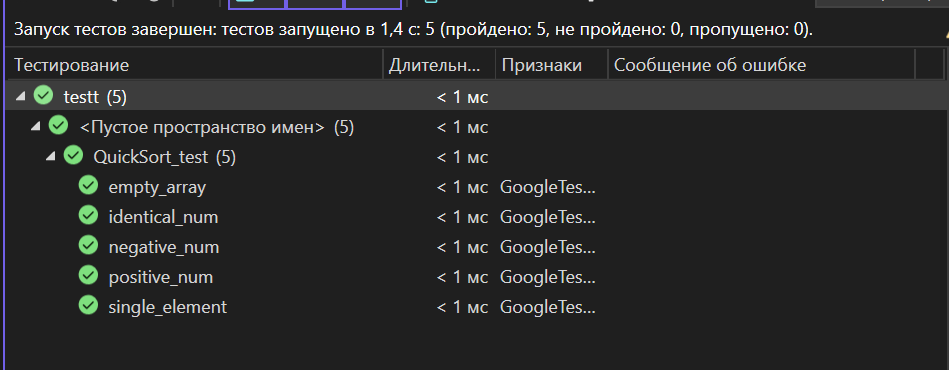 Запуск тестов завершен: тестов запущено в 1,4 с: 5 (пройдено: 5, не пройдено: 0, пропущено: 0).
Тестирование Длительн... Признаки Сообщение об ошибке
testt (5) < 1 мс
<Пустое пространство имен> (5) < 1 мс
QuickSort_test (5) < 1 мс
empty_array < 1 мс GoogleTes...
identical_num < 1 мс GoogleTes...
negative_num < 1 мс GoogleTes...
positive_num < 1 мс GoogleTes...
single_element < 1 мс GoogleTes...